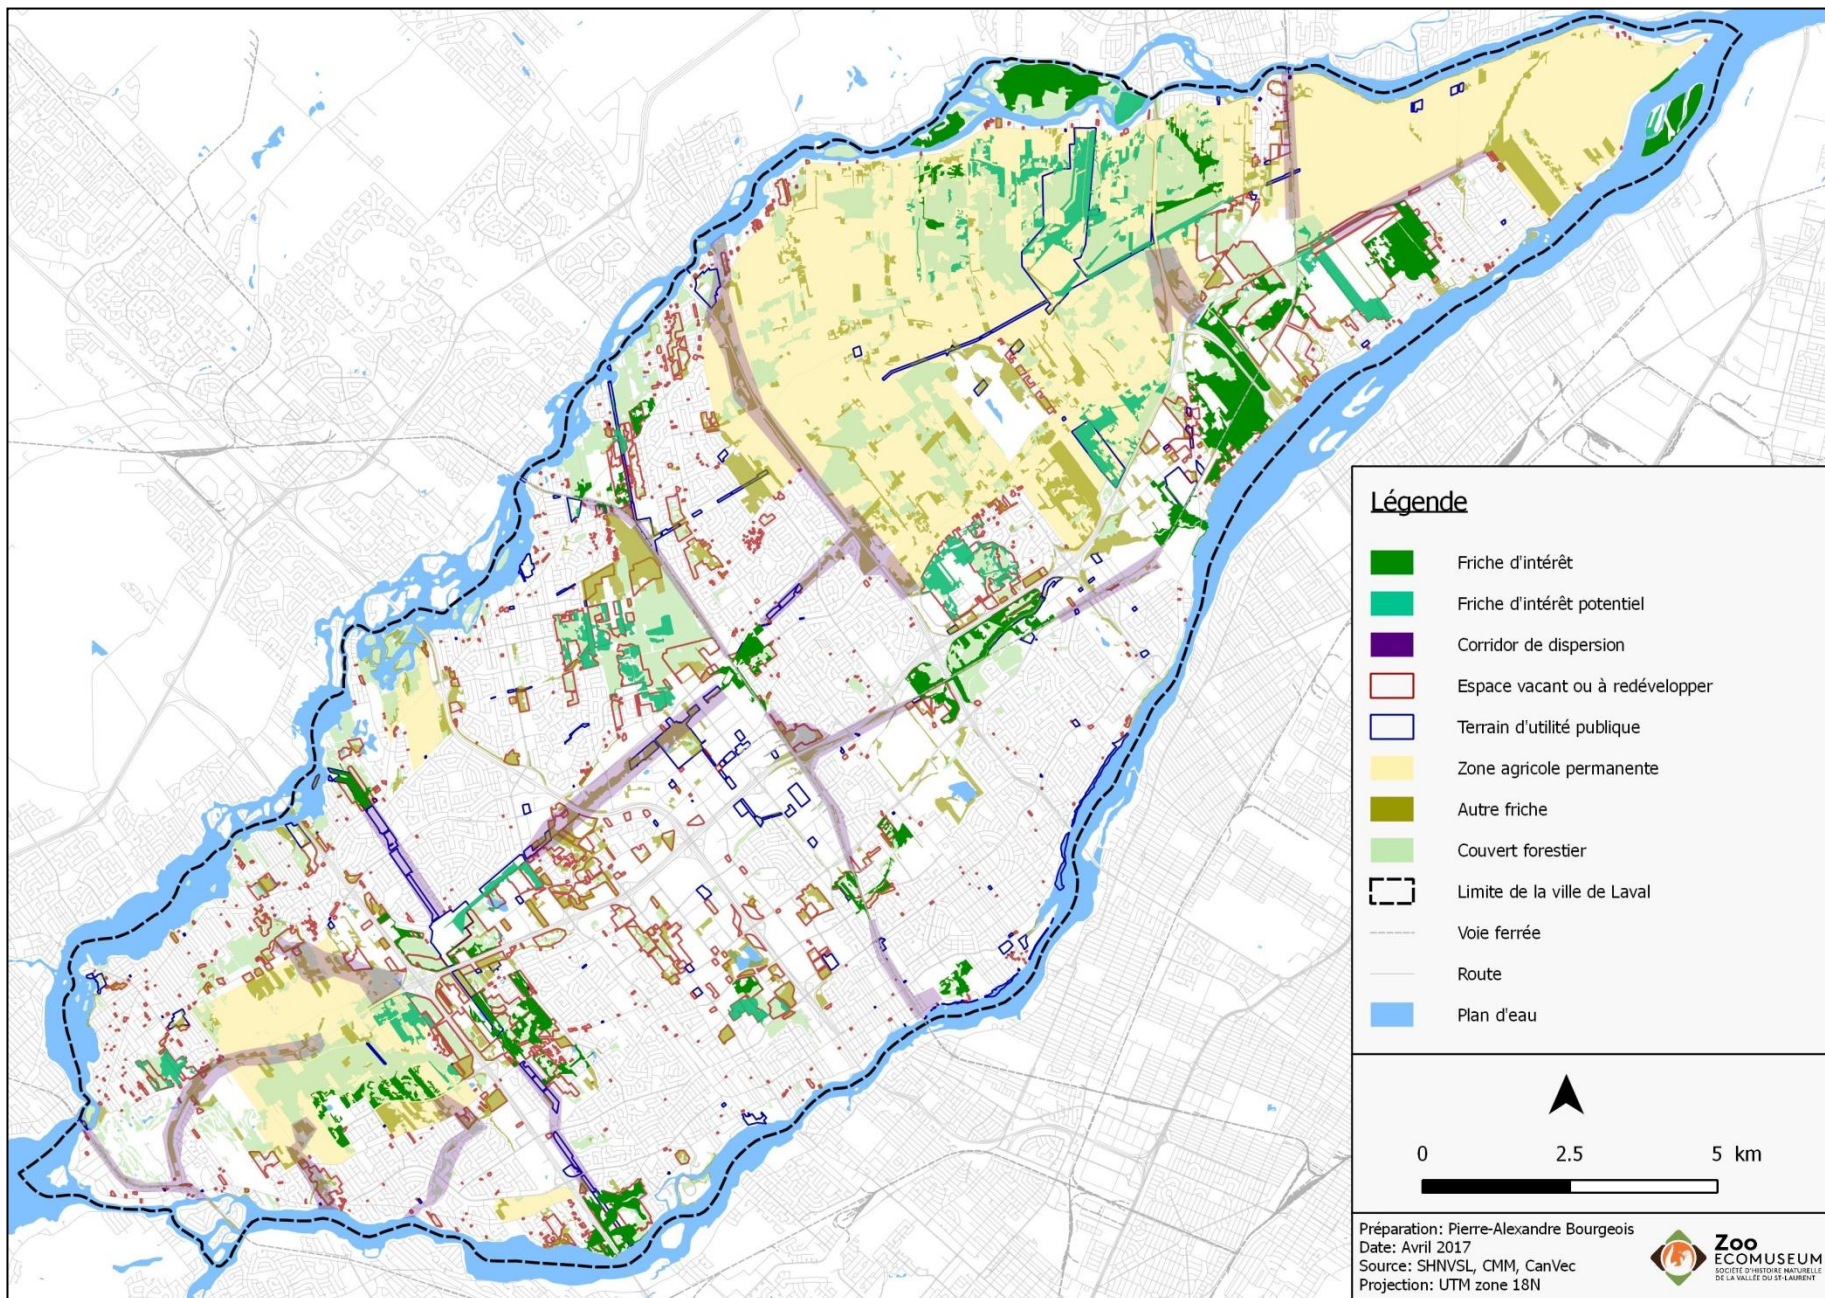 Légende
Friche d'intérêt
Friche d'intérêt potentiel
Corridor de dispersion
Espace vacant ou à redévelopper
Terrain d'utilité publique
Zone agricole permanente
Autre friche
Couvert forestier
Limite de la ville de Laval
Voie ferrée
Route
Plan d'eau
0 2.5 5 km
Préparation: Pierre-Alexandre Bourgeois
Date: Avril 2017
Source: SHNVSL, CMM, CanVec
Projection: UTM zone 18N
Zoo
ECOMUSEUM
SOCIÉTÉ D'HISTOIRE NATURELLE
DE LA VALLÉE DU ST-LAURENT